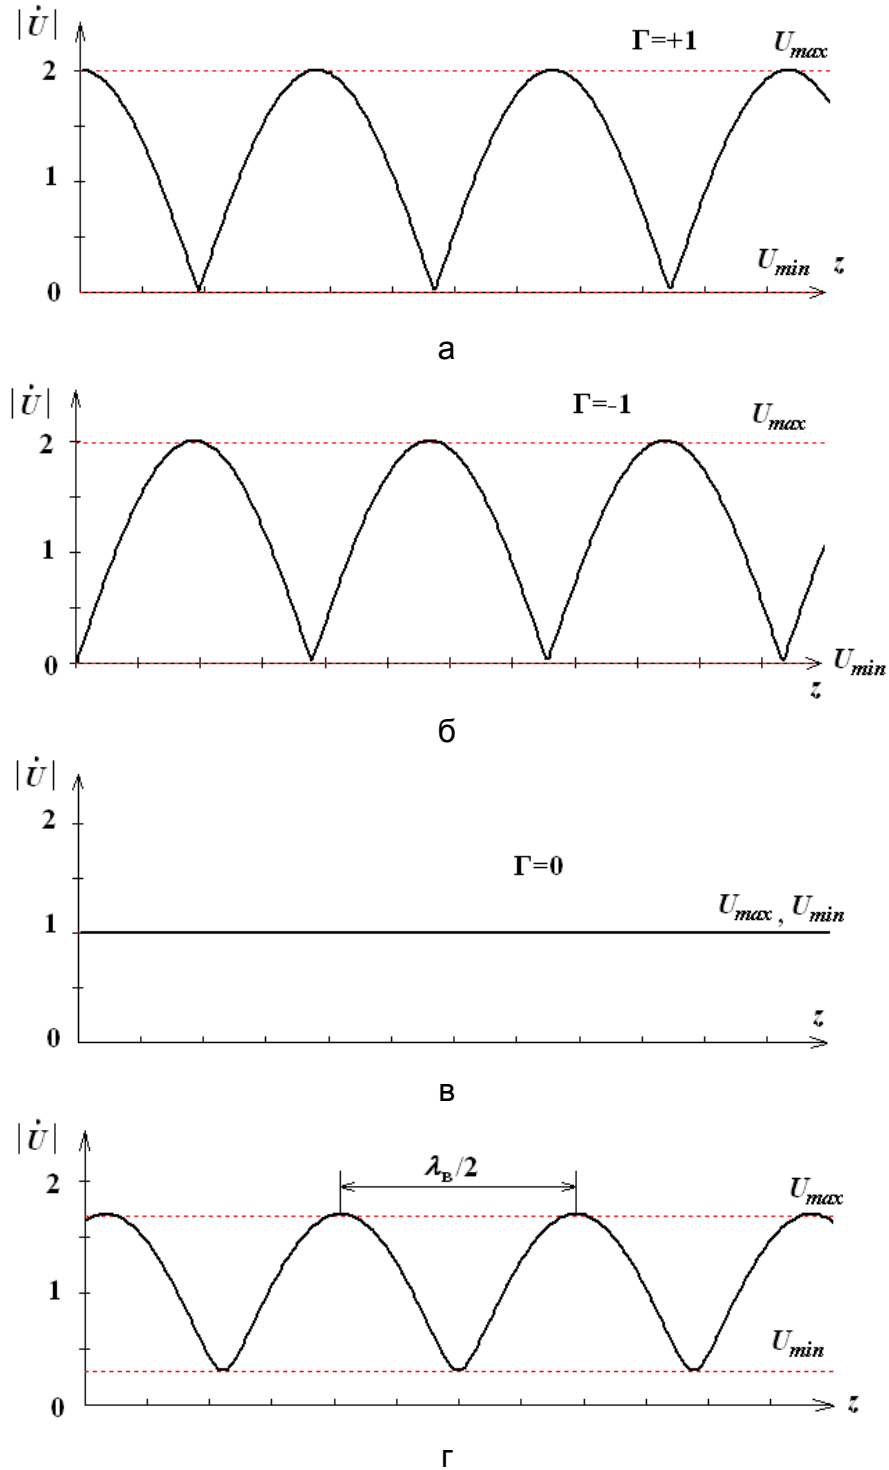 |U̇| Γ=+1 U_max
2
1
U_min z
0
а
|U̇| Γ=-1 U_max
2
1
0 U_min
z
б
|U̇|
2
Γ=0
1 U_max , U_min
z
0
в
|U̇| λ_в/2
2 U_max
1
U_min
0 z
г